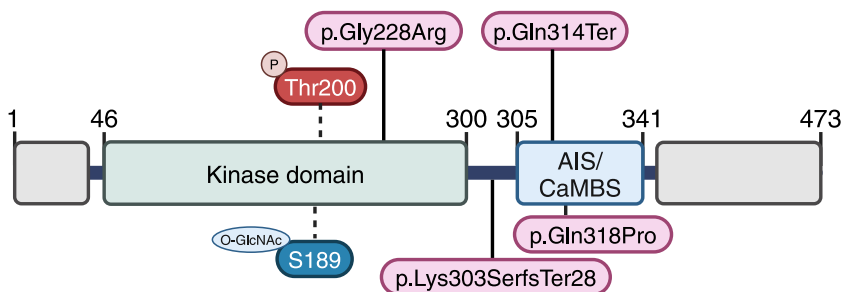 p.Gly228Arg
p.Gln314Ter
P
Thr200
1
46
300
305
341
473
Kinase domain
AIS/
CaMBS
O-GlcNAc
S189
p.Gln318Pro
p.Lys303SerfsTer28